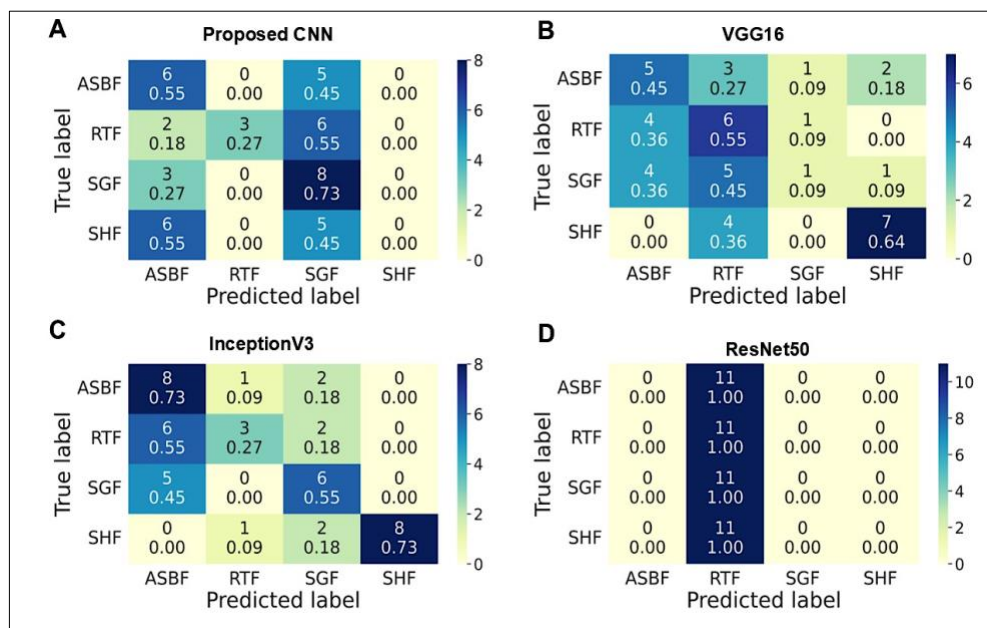 A
Proposed CNN
True label
ASBF
6 0 5 0
0.55 0.00 0.45 0.00
RTF
2 3 6 0
0.18 0.27 0.55 0.00
SGF
3 0 8 0
0.27 0.00 0.73 0.00
SHF
6 0 5 0
0.55 0.00 0.45 0.00
ASBF RTF SGF SHF
Predicted label
8
6
4
2
0
B
VGG16
True label
ASBF
5 3 1 2
0.45 0.27 0.09 0.18
RTF
4 6 1 0
0.36 0.55 0.09 0.00
SGF
4 5 1 1
0.36 0.45 0.09 0.09
SHF
0 4 0 7
0.00 0.36 0.00 0.64
ASBF RTF SGF SHF
Predicted label
6
4
2
0
C
InceptionV3
True label
ASBF
8 1 2 0
0.73 0.09 0.18 0.00
RTF
6 3 2 0
0.55 0.27 0.18 0.00
SGF
5 0 6 0
0.45 0.00 0.55 0.00
SHF
0 1 2 8
0.00 0.09 0.18 0.73
ASBF RTF SGF SHF
Predicted label
8
6
4
2
0
D
ResNet50
True label
ASBF
0 11 0 0
0.00 1.00 0.00 0.00
RTF
0 11 0 0
0.00 1.00 0.00 0.00
SGF
0 11 0 0
0.00 1.00 0.00 0.00
SHF
0 11 0 0
0.00 1.00 0.00 0.00
ASBF RTF SGF SHF
Predicted label
10
8
6
4
2
0